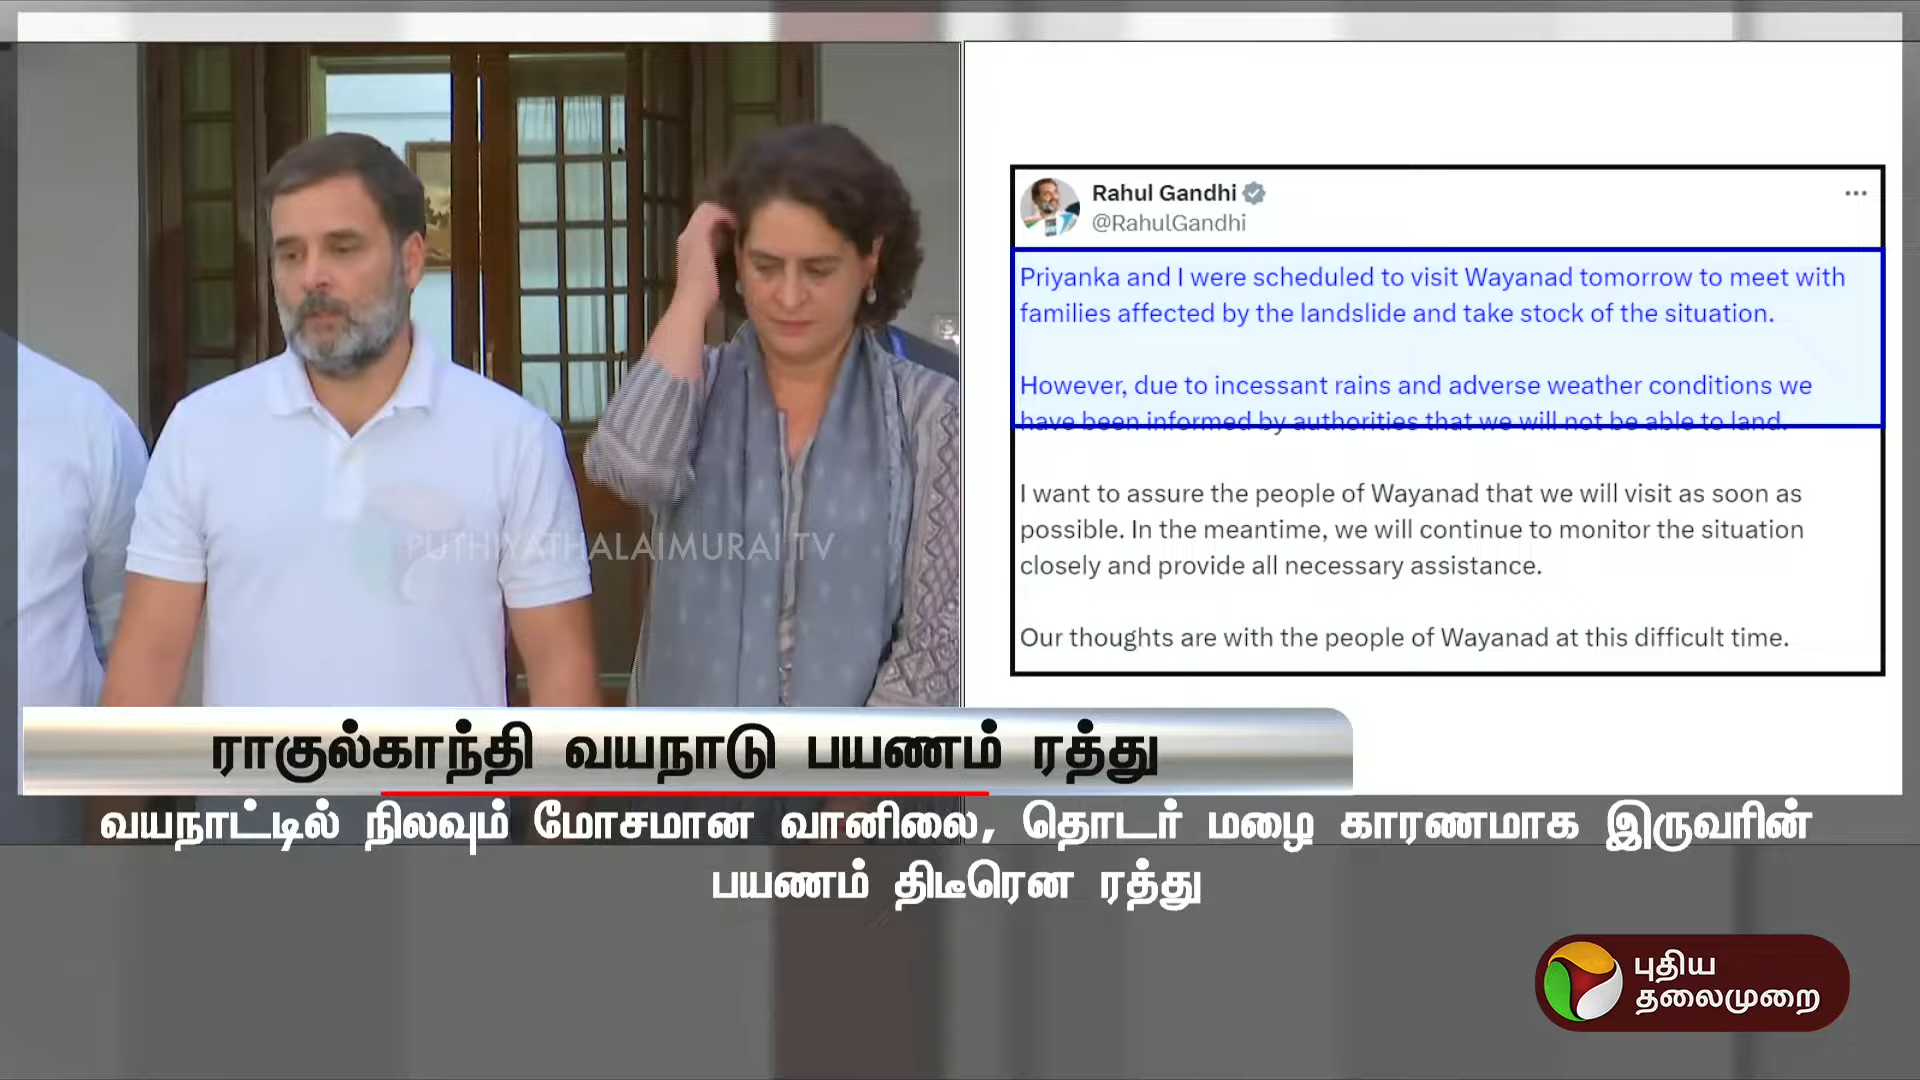 Rahul Gandhi
@RahulGandhi
Priyanka and I were scheduled to visit Wayanad tomorrow to meet with
families affected by the landslide and take stock of the situation.
However, due to incessant rains and adverse weather conditions we
have been informed by authorities that we will not be able to land.
I want to assure the people of Wayanad that we will visit as soon as
possible. In the meantime, we will continue to monitor the situation
closely and provide all necessary assistance.
Our thoughts are with the people of Wayanad at this difficult time.
PUTHIYATHALAIMURAI TV
ராகுல்காந்தி வயநாடு பயணம் ரத்து
வயநாட்டில் நிலவும் மோசமான வானிலை, தொடர் மழை காரணமாக இருவரின்
பயணம் திடீரென ரத்து
புதிய
தலைமுறை